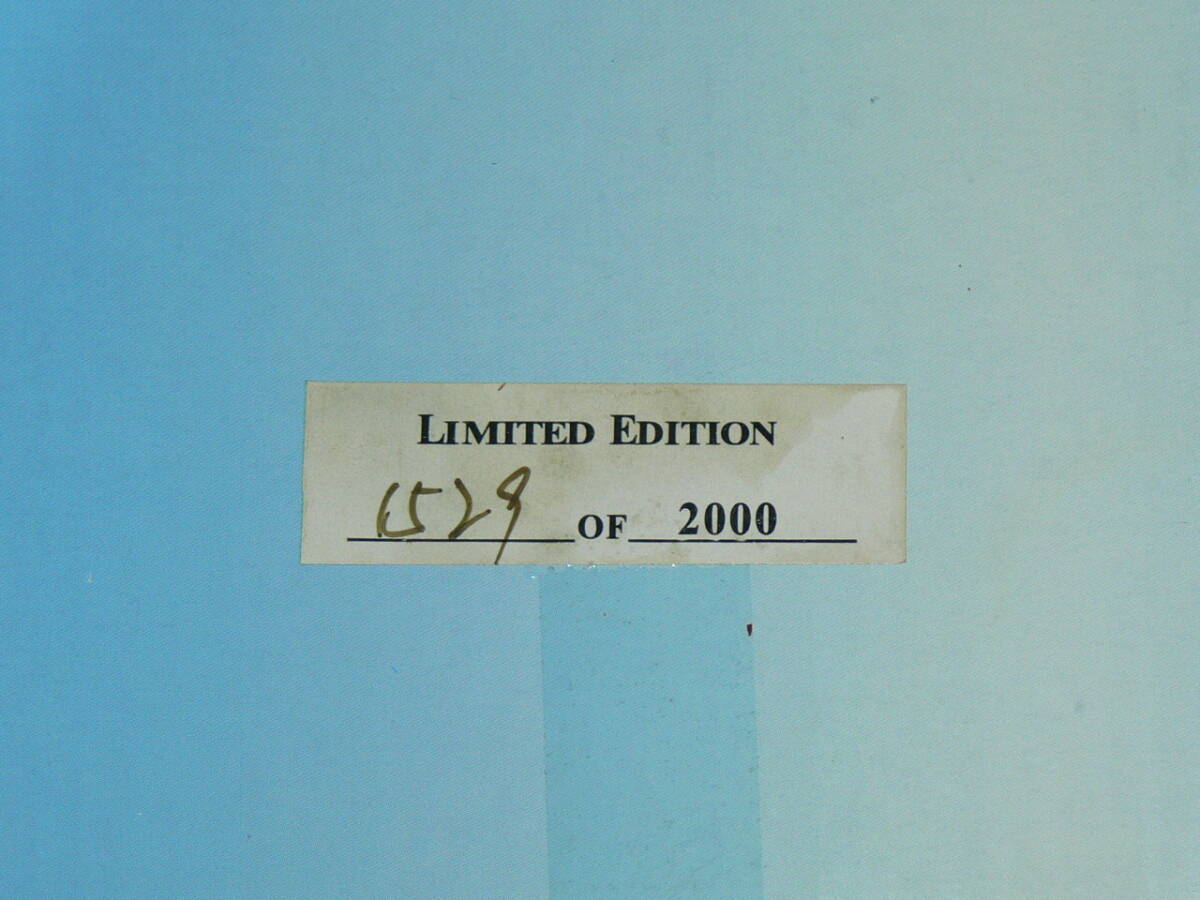 LIMITED EDITION
1529 OF 2000